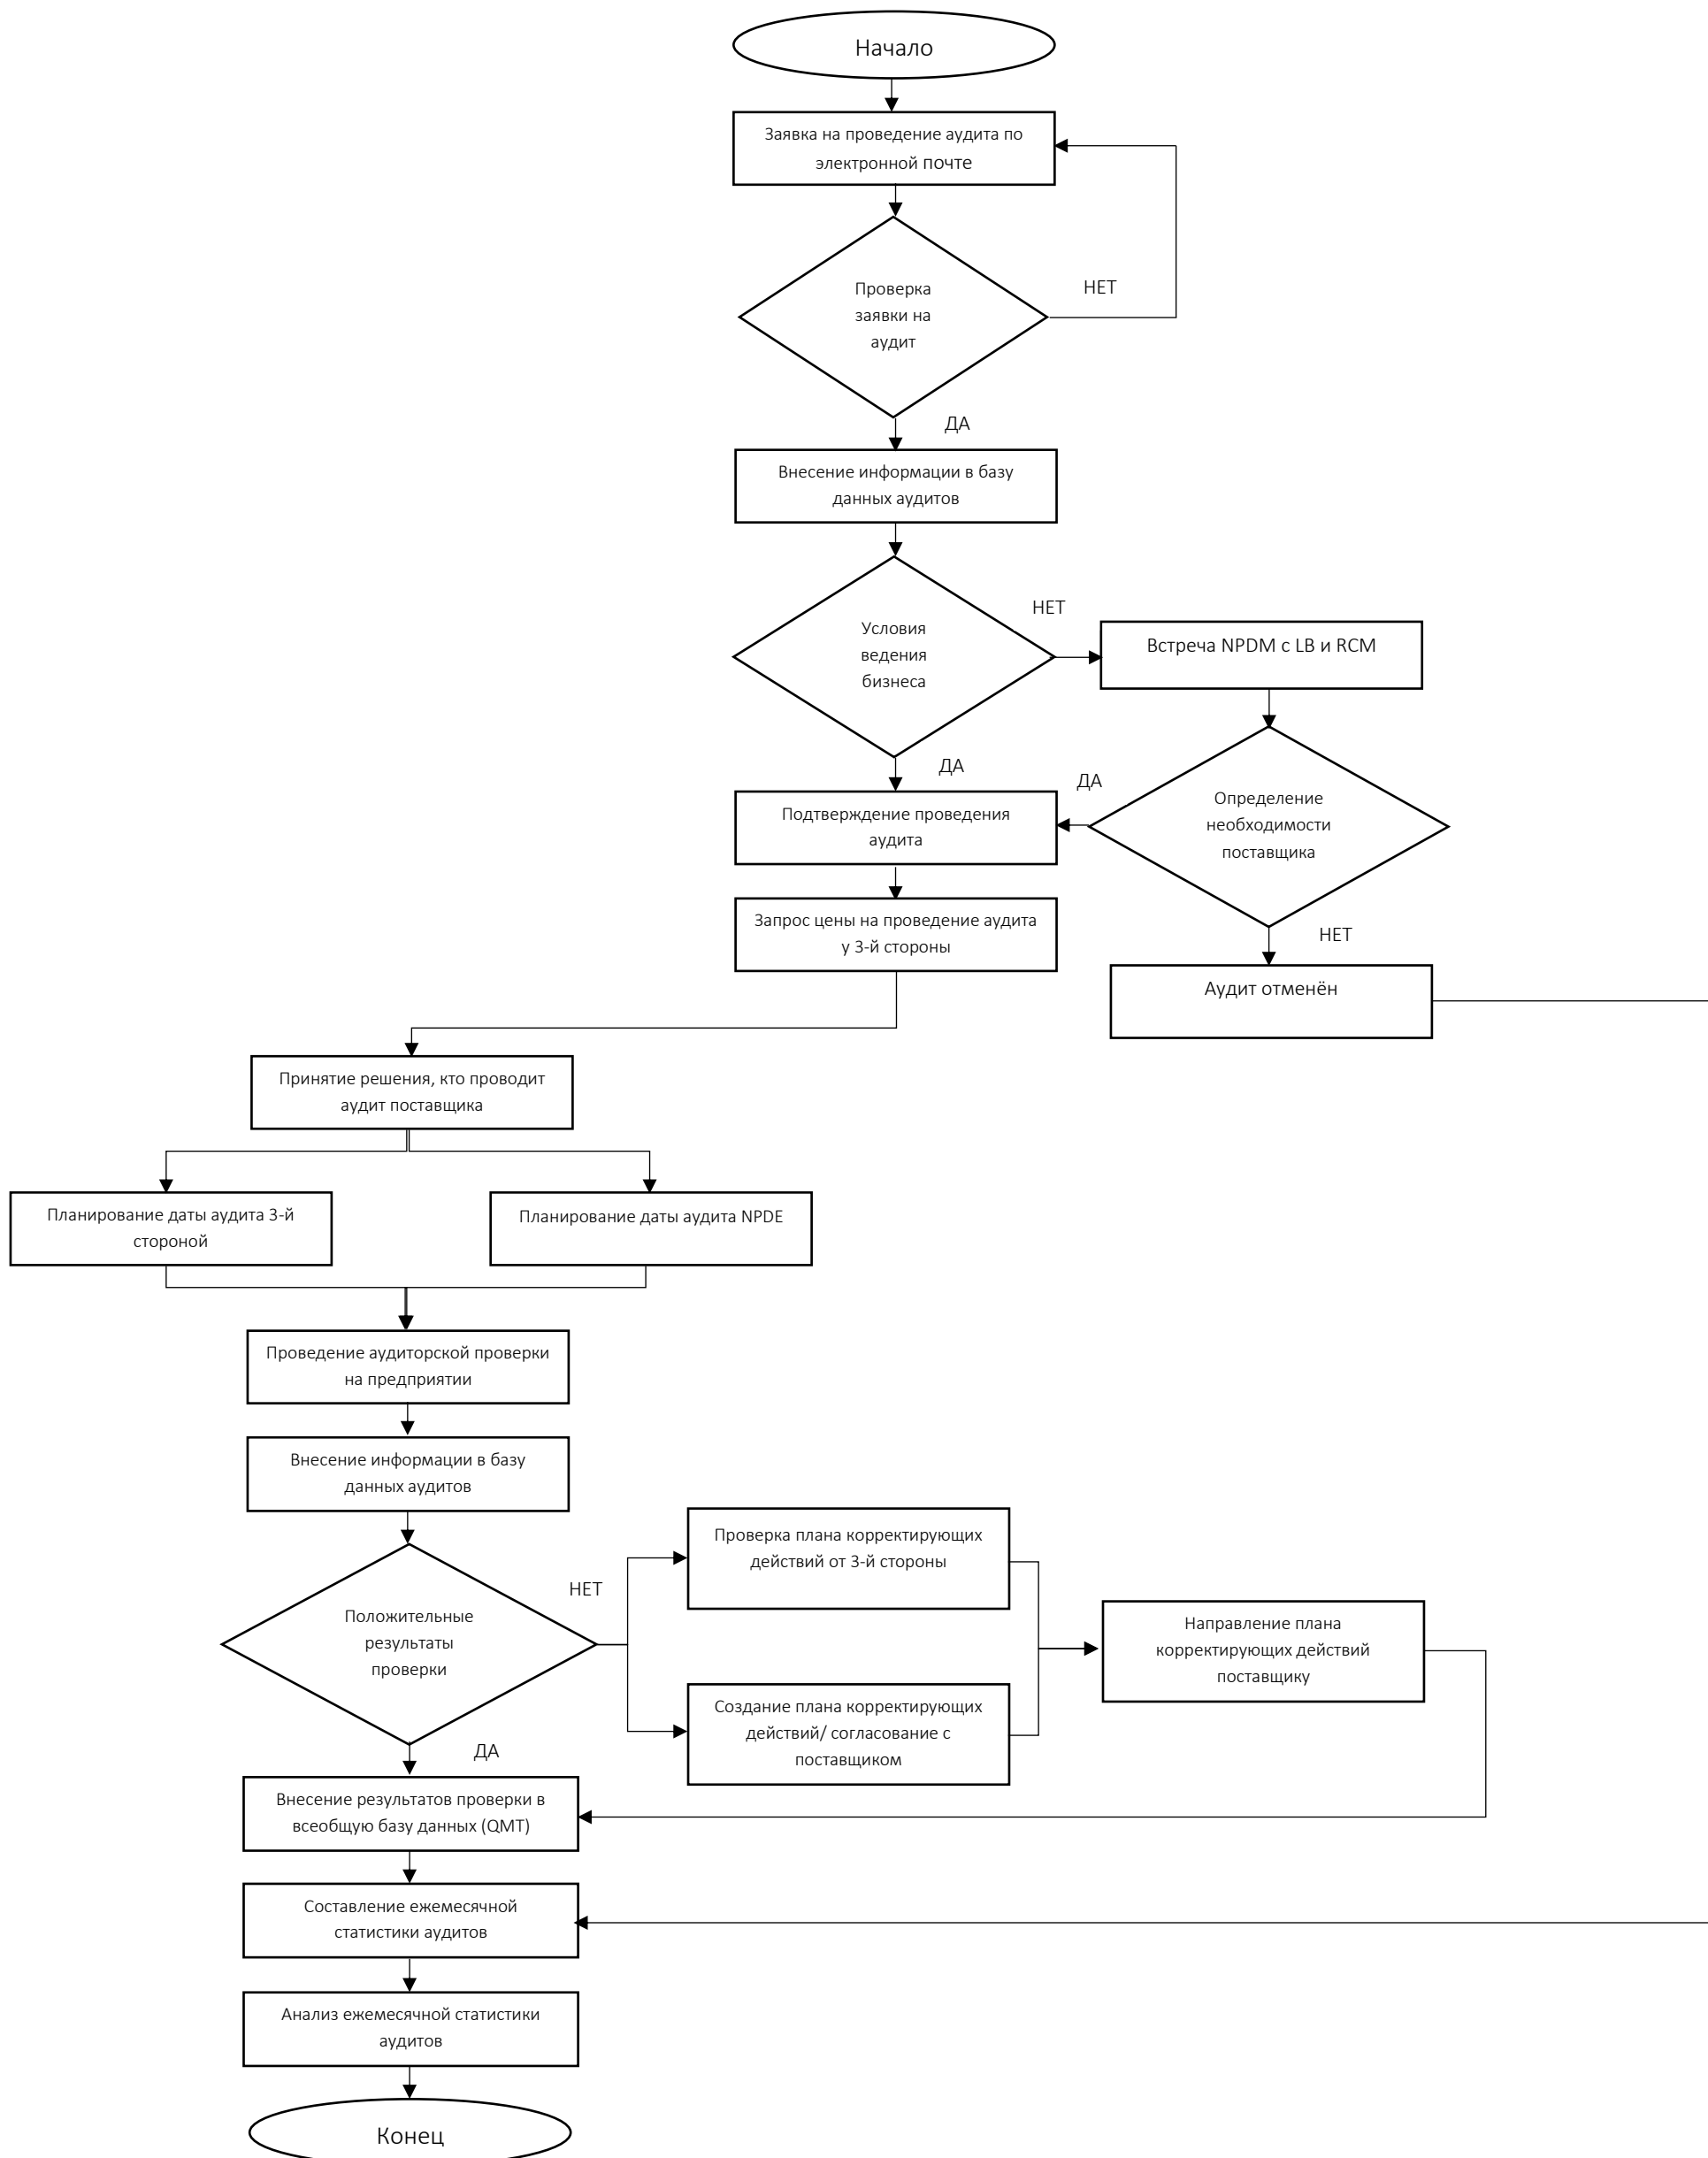 Начало
Заявка на проведение аудита по
электронной почте
Проверка
заявки на
аудит
НЕТ
ДА
Внесение информации в базу
данных аудитов
Условия
ведения
бизнеса
НЕТ
Встреча NPDM с LB и RCM
ДА
ДА
Определение
необходимости
поставщика
Подтверждение проведения
аудита
Запрос цены на проведение аудита
у 3-й стороны
НЕТ
Аудит отменён
Принятие решения, кто проводит
аудит поставщика
Планирование даты аудита 3-й
стороной
Планирование даты аудита NPDE
Проведение аудиторской проверки
на предприятии
Внесение информации в базу
данных аудитов
Положительные
результаты
проверки
НЕТ
Проверка плана корректирующих
действий от 3-й стороны
Создание плана корректирующих
действий/ согласование с
поставщиком
Направление плана
корректирующих действий
поставщику
ДА
Внесение результатов проверки в
всеобщую базу данных (QMT)
Составление ежемесячной
статистики аудитов
Анализ ежемесячной статистики
аудитов
Конец